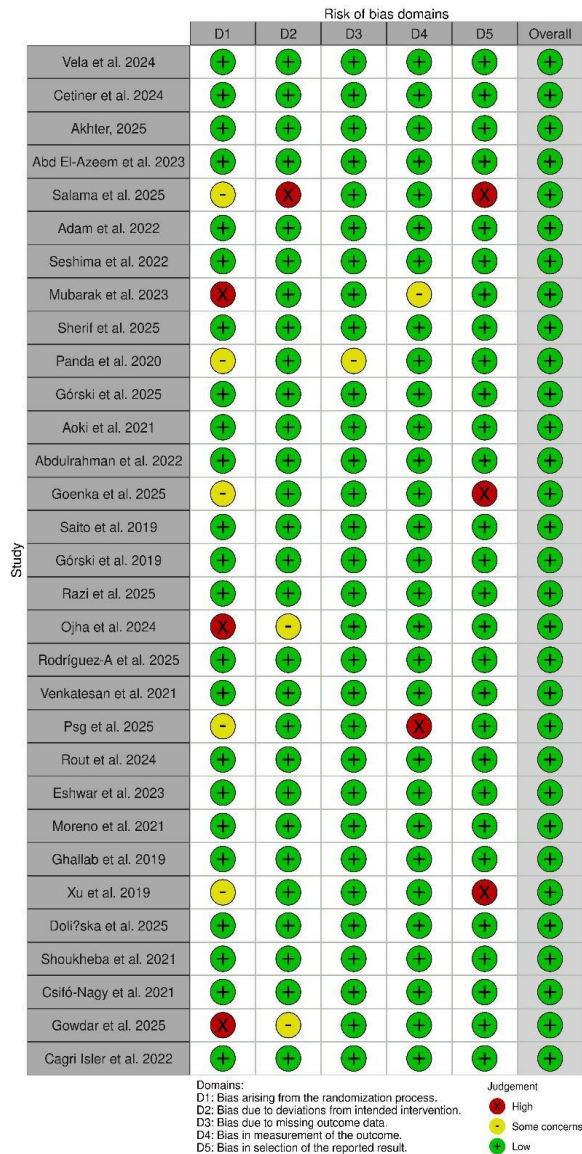 Risk of bias domains
D1 D2 D3 D4 D5 Overall
Vela et al. 2024 + + + + + +
Cetiner et al. 2024 + + + + + +
Akhter, 2025 + + + + + +
Abd El-Azeem et al. 2023 + + + + + +
Salama et al. 2025 - X + + X +
Adam et al. 2022 + + + + + +
Seshima et al. 2022 + + + + + +
Mubarak et al. 2023 X + + - + +
Sherif et al. 2025 + + + + + +
Panda et al. 2020 - + - + + +
Górski et al. 2025 + + + + + +
Aoki et al. 2021 + + + + + +
Abdulrahman et al. 2022 + + + + + +
Goenka et al. 2025 - + + + X +
Saito et al. 2019 + + + + + +
Study
Górski et al. 2019 + + + + + +
Razi et al. 2025 + + + + + +
Ojha et al. 2024 X - + + + +
Rodríguez-A et al. 2025 + + + + + +
Venkatesan et al. 2021 + + + + + +
Psg et al. 2025 - + + X + +
Rout et al. 2024 + + + + + +
Eshwar et al. 2023 + + + + + +
Moreno et al. 2021 + + + + + +
Ghallab et al. 2019 + + + + + +
Xu et al. 2019 - + + + X +
Doli?ska et al. 2025 + + + + + +
Shoukheba et al. 2021 + + + + + +
Csifó-Nagy et al. 2021 + + + + + +
Gowdar et al. 2025 X - + + + +
Cagri Isler et al. 2022 + + + + + +
Domains:
D1: Bias arising from the randomization process.
D2: Bias due to deviations from intended intervention.
D3: Bias due to missing outcome data.
D4: Bias in measurement of the outcome.
D5: Bias in selection of the reported result.
Judgement
X High
- Some concerns
+ Low